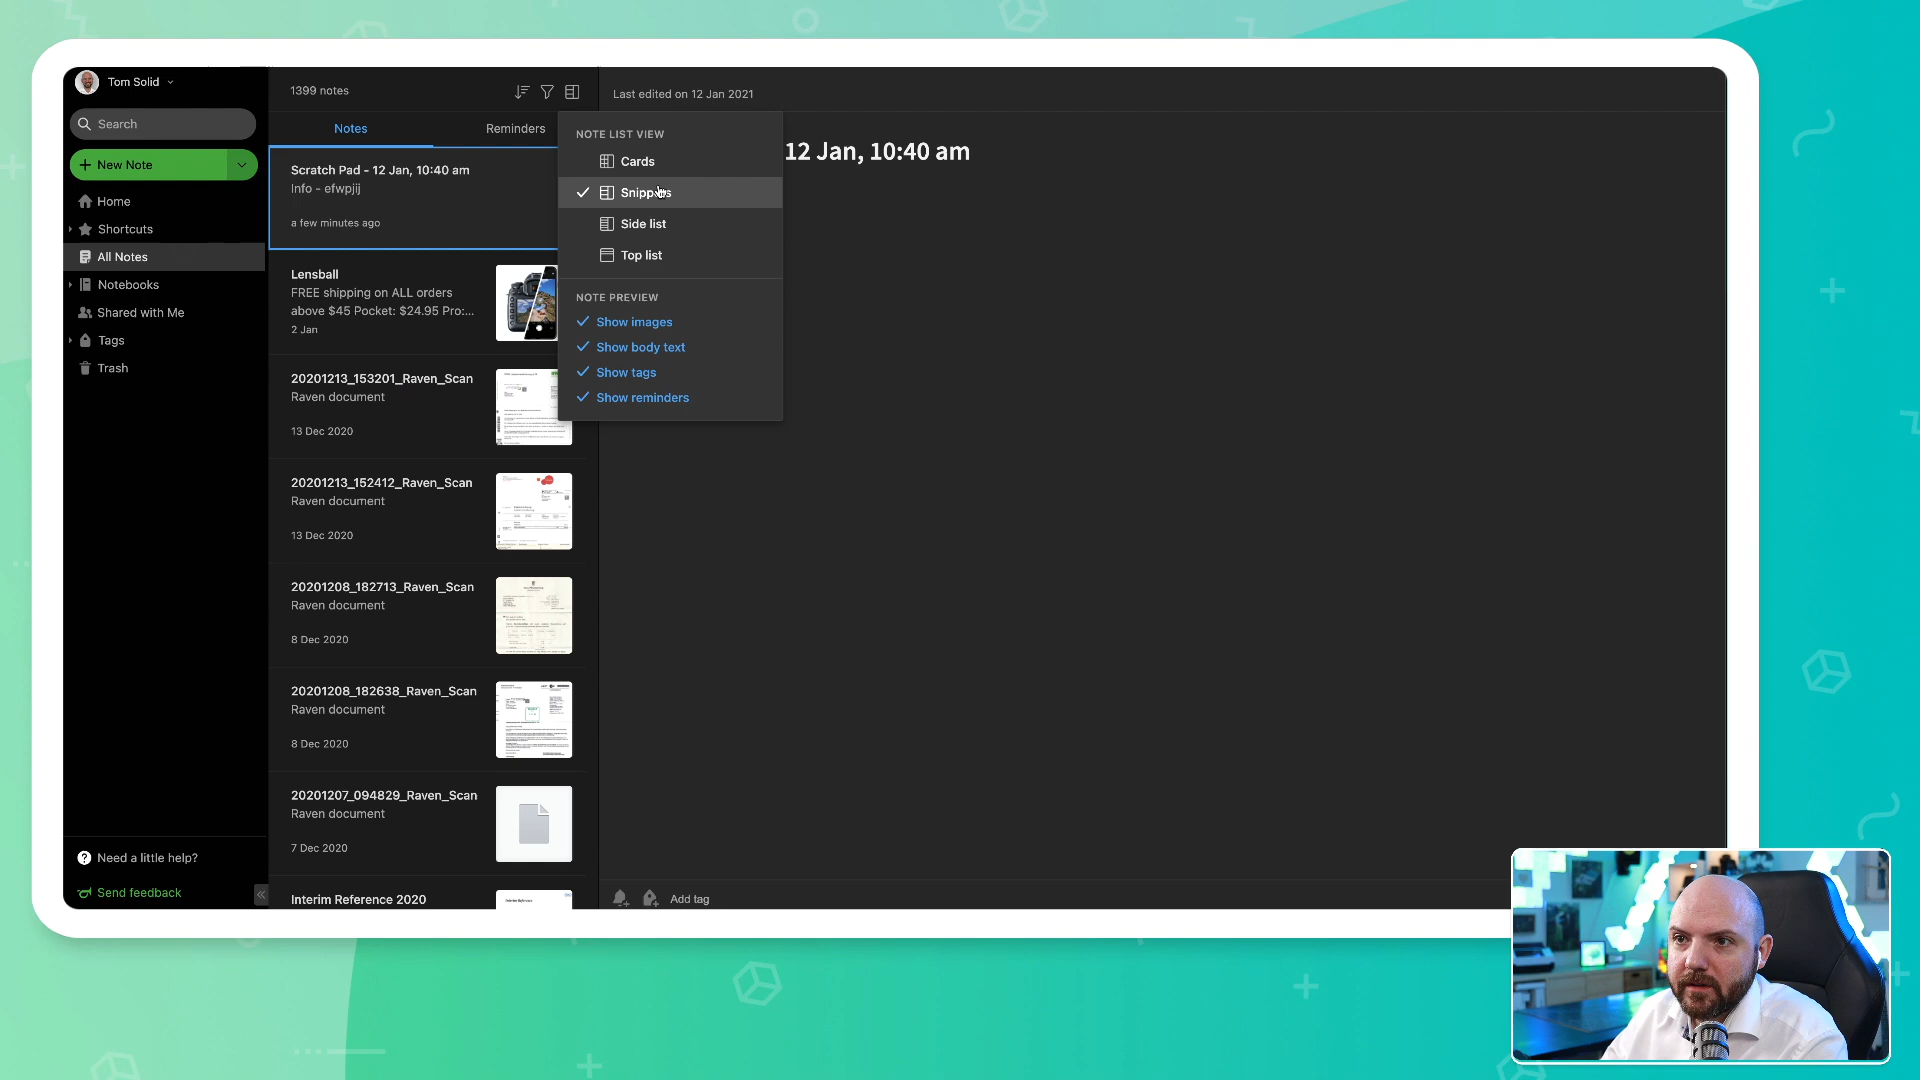 Tom Solid
Search
New Note
Home
Shortcuts
All Notes
Notebooks
Shared with Me
Tags
Trash
Need a little help?
Send feedback
1399 notes
Notes
Reminders
Scratch Pad - 12 Jan, 10:40 am
Info - efwpjij
a few minutes ago
Lensball
FREE shipping on ALL orders
above $45 Pocket: $24.95 Pro:...
2 Jan
20201213_153201_Raven_Scan
Raven document
13 Dec 2020
20201213_152412_Raven_Scan
Raven document
13 Dec 2020
20201208_182713_Raven_Scan
Raven document
8 Dec 2020
20201208_182638_Raven_Scan
Raven document
8 Dec 2020
20201207_094829_Raven_Scan
Raven document
7 Dec 2020
Interim Reference 2020
NOTE LIST VIEW
Cards
Snippets
Side list
Top list
NOTE PREVIEW
Show images
Show body text
Show tags
Show reminders
Last edited on 12 Jan 2021
12 Jan, 10:40 am
Add tag